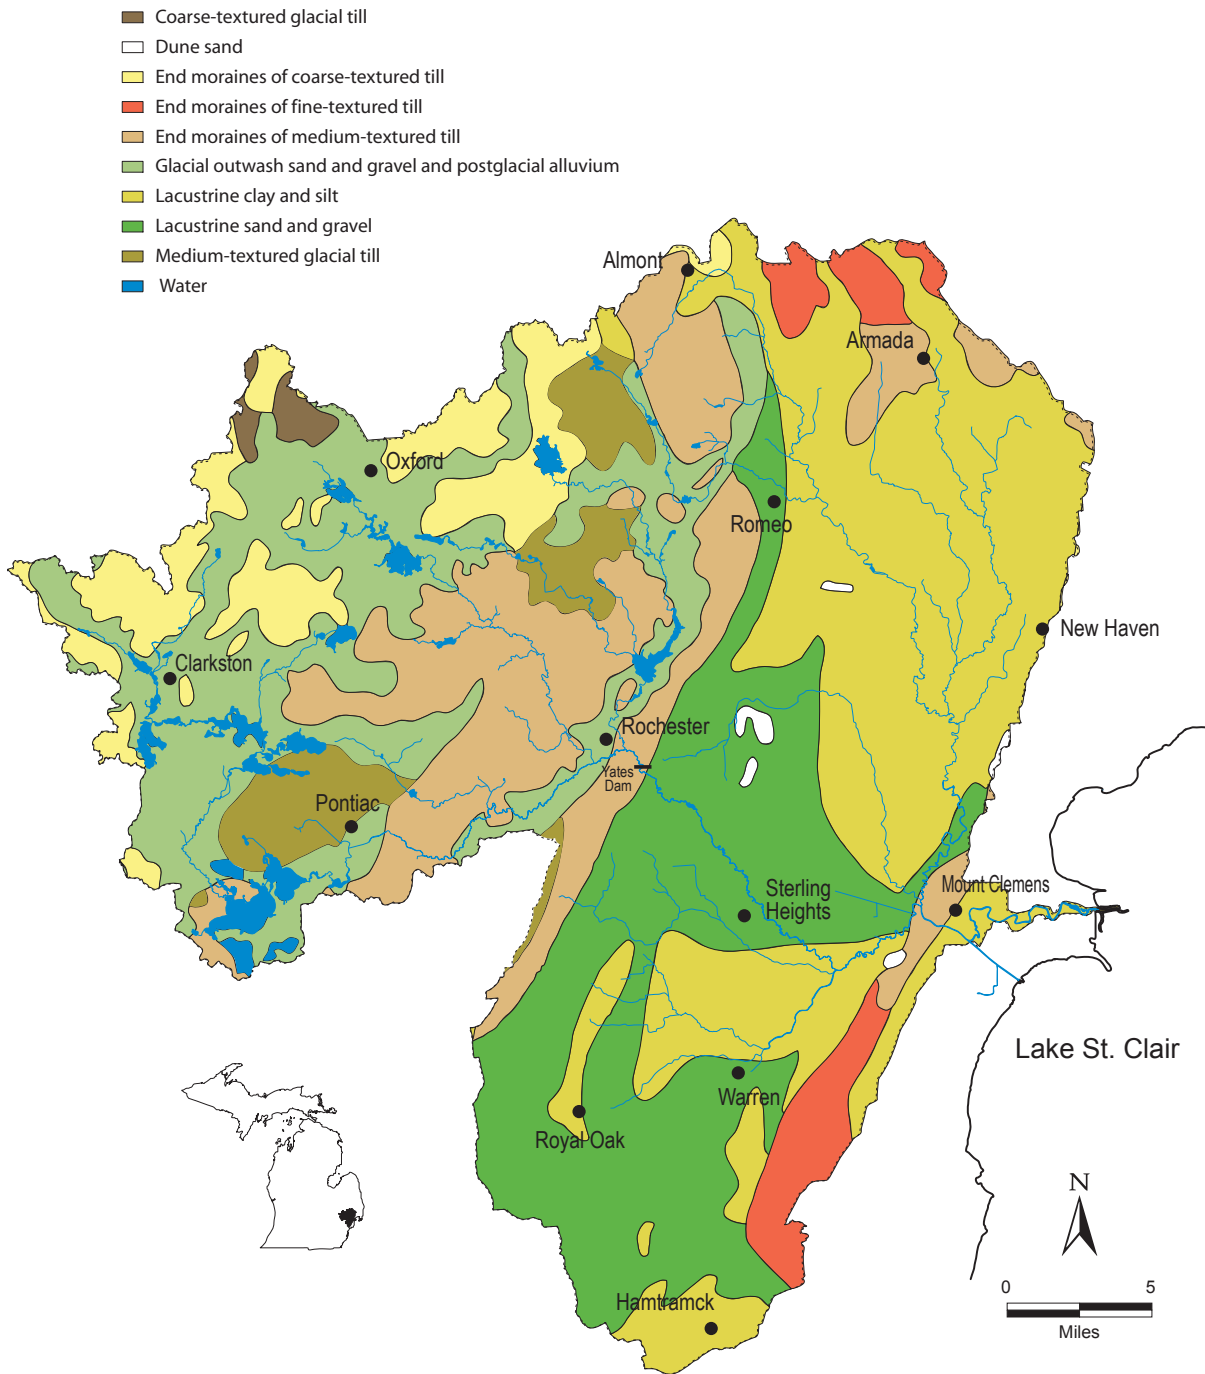 Coarse-textured glacial till
Dune sand
End moraines of coarse-textured till
End moraines of fine-textured till
End moraines of medium-textured till
Glacial outwash sand and gravel and postglacial alluvium
Lacustrine clay and silt
Lacustrine sand and gravel
Medium-textured glacial till
Water
Almont
Armada
Oxford
Romeo
New Haven
Clarkston
Rochester
Yates
Dam
Pontiac
Sterling
Heights
Mount Clemens
Lake St. Clair
Warren
Royal Oak
N
0 5
Miles
Hamtramck